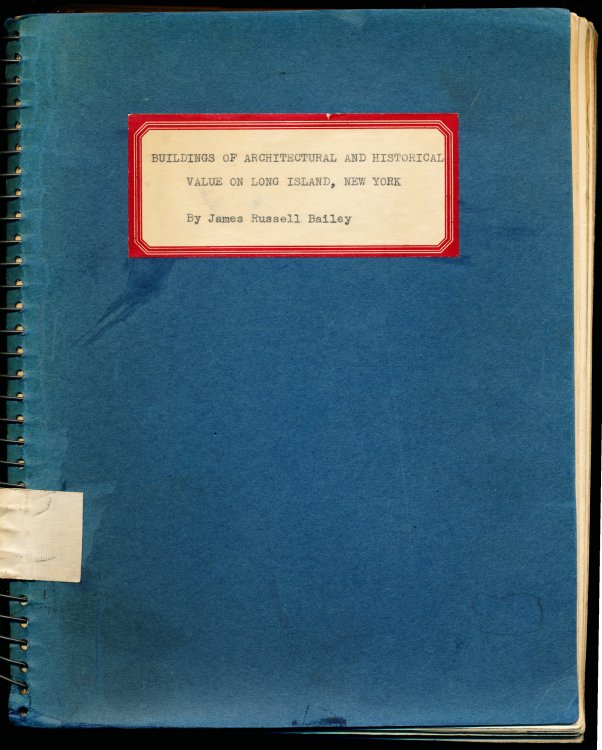 BUILDINGS OF ARCHITECTURAL AND HISTORICAL
VALUE ON LONG ISLAND, NEW YORK
By James Russell Bailey